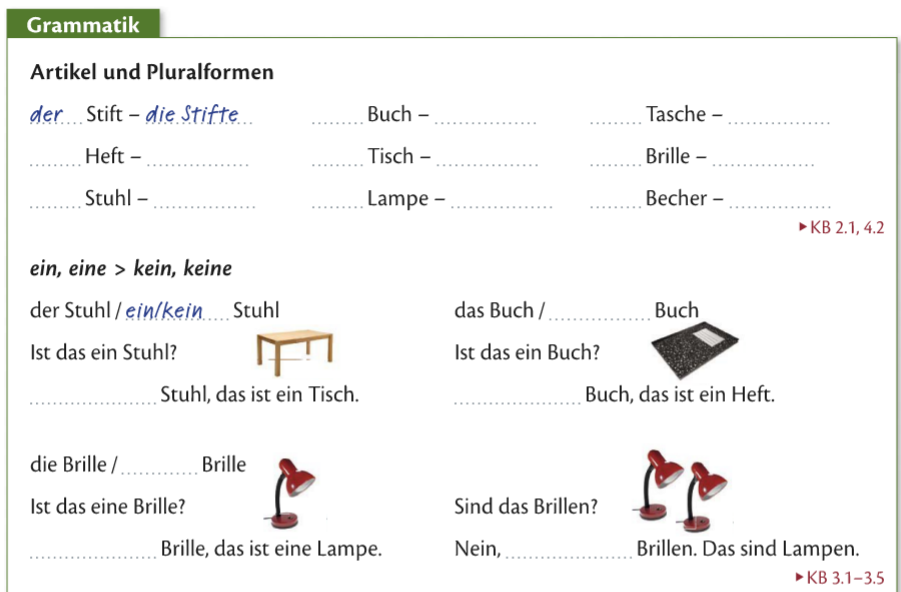 Grammatik
Artikel und Pluralformen
der Stift – die Stifte ........ Buch – ................ ........ Tasche – ................
........ Heft – ................ ........ Tisch – ................ ........ Brille – ................
........ Stuhl – ................ ........ Lampe – ................ ........ Becher – ................
▶ KB 2.1, 4.2
ein, eine > kein, keine
der Stuhl / ein/kein .... Stuhl
Ist das ein Stuhl?
.................... Stuhl, das ist ein Tisch.
das Buch / ................ Buch
Ist das ein Buch?
.................... Buch, das ist ein Heft.
die Brille / ............ Brille
Ist das eine Brille?
.................... Brille, das ist eine Lampe.
Sind das Brillen?
Nein, .................... Brillen. Das sind Lampen.
▶ KB 3.1–3.5